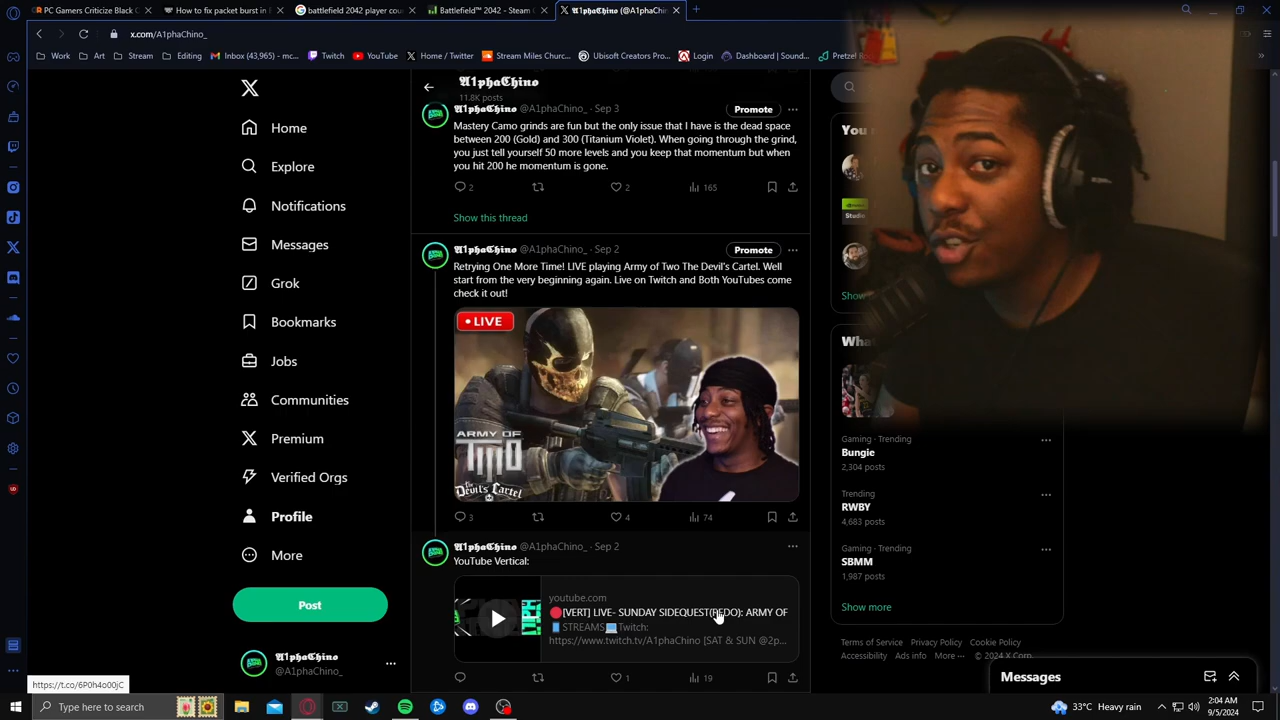 PC Gamers Criticize Black O
How to fix packet burst in B
battlefield 2042 player coun
Battlefield™ 2042 - Steam C
𝕬1𝖕𝖍𝖆𝕮𝖍𝖎𝖓𝖔 (@A1phaChin
x.com/A1phaChino_
Work
Art
Stream
Editing
Inbox (43,965) - mc...
Twitch
YouTube
Home / Twitter
Stream Miles Church...
Ubisoft Creators Pro...
Login
Dashboard | Sound...
Pretzel
𝕬1𝖕𝖍𝖆𝕮𝖍𝖎𝖓𝖔
11.8K posts
Home
Explore
Notifications
Messages
Grok
Bookmarks
Jobs
Communities
Premium
Verified Orgs
Profile
More
Post
𝕬1𝖕𝖍𝖆𝕮𝖍𝖎𝖓𝖔
@A1phaChino_
𝕬1𝖕𝖍𝖆𝕮𝖍𝖎𝖓𝖔 @A1phaChino_ · Sep 3
Promote
Mastery Camo grinds are fun but the only issue that I have is the dead space
between 200 (Gold) and 300 (Titanium Violet). When going through the grind,
you just tell yourself 50 more levels and you keep that momentum but when
you hit 200 he momentum is gone.
2
2
165
Show this thread
𝕬1𝖕𝖍𝖆𝕮𝖍𝖎𝖓𝖔 @A1phaChino_ · Sep 2
Promote
Retrying One More Time! LIVE playing Army of Two The Devil's Cartel. Well
start from the very beginning again. Live on Twitch and Both YouTubes come
check it out!
LIVE
ARMY OF
TWO
The Devil's Cartel
3
4
74
𝕬1𝖕𝖍𝖆𝕮𝖍𝖎𝖓𝖔 @A1phaChino_ · Sep 2
YouTube Vertical:
youtube.com
🔴[VERT] LIVE- SUNDAY SIDEQUEST(REDO): ARMY OF
STREAMS💻Twitch:
https://www.twitch.tv/A1phaChino [SAT & SUN @2p...
1
19
You
Studio
Show
What
Gaming · Trending
Bungie
2,304 posts
Trending
RWBY
4,683 posts
Gaming · Trending
SBMM
1,987 posts
Show more
Terms of Service Privacy Policy Cookie Policy
Accessibility Ads info More ··· © 2024 X Corp.
Messages
https://t.co/6P0h4o00jC
Type here to search
33°C Heavy rain
2:04 AM
9/5/2024